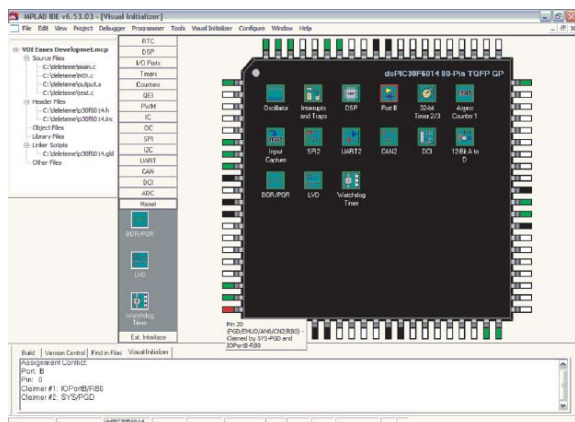 MPLAB IDE v6.53.03 - [Visual Initializer]
File Edit View Project Debugger Programmer Tools Visual Initializer Configure Window Help
VDI Eases Developmet.mcp
Source Files
C:\deleteme\main.c
C:\deleteme\output.s
C:\deleteme\test.c
Header Files
C:\deleteme\p30f6014.h
C:\deleteme\p30f6014.inc
Object Files
Library Files
Linker Scripts
C:\deleteme\p30f6014.gld
Other Files
RTC
DSP
I/O Ports
Timers
Counters
QEI
PWM
IC
OC
SPI
I2C
UART
CAN
DCI
ADC
Reset
BOR/POR
LVD
Watchdog
Timer
Ext. Interface
dsPIC30F6014 80-Pin TQFP GP
Oscillator
Interrupts
and Traps
DSP
Port B
32-bit
Timer 2/3
Async
Counter 1
Input
Capture
SPI2
UART2
CAN2
DCI
12-Bit A to
D
BOR/POR
LVD
Watchdog
Timer
Pin 20
(PGD/EMUD/AN0/CN2/RB0) -
Claimed by SYS-PGD and
IOPortB-RB0
Build Version Control Find in Files Visual Initializer
Assignment Conflict:
Port: B
Pin: 0
Claimer #1: IOPortB/RB0
Claimer #2: SYS/PGD
dsPIC30F6014